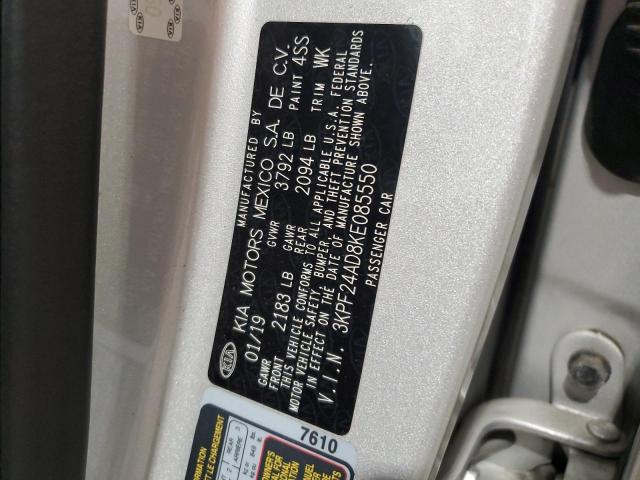 MANUFACTURED BY
KIA KIA MOTORS MEXICO S.A. DE C.V.
01/19 GVWR 3792 LB PAINT 4SS
GAWR FRONT 2183 LB GAWR REAR 2094 LB TRIM WK
THIS VEHICLE CONFORMS TO ALL APPLICABLE U.S.A. FEDERAL
MOTOR VEHICLE SAFETY, BUMPER, AND THEFT PREVENTION STANDARDS
IN EFFECT ON THE DATE OF MANUFACTURE SHOWN ABOVE.
V.I.N. 3KPF24AD8KE085550
PASSENGER CAR
7610